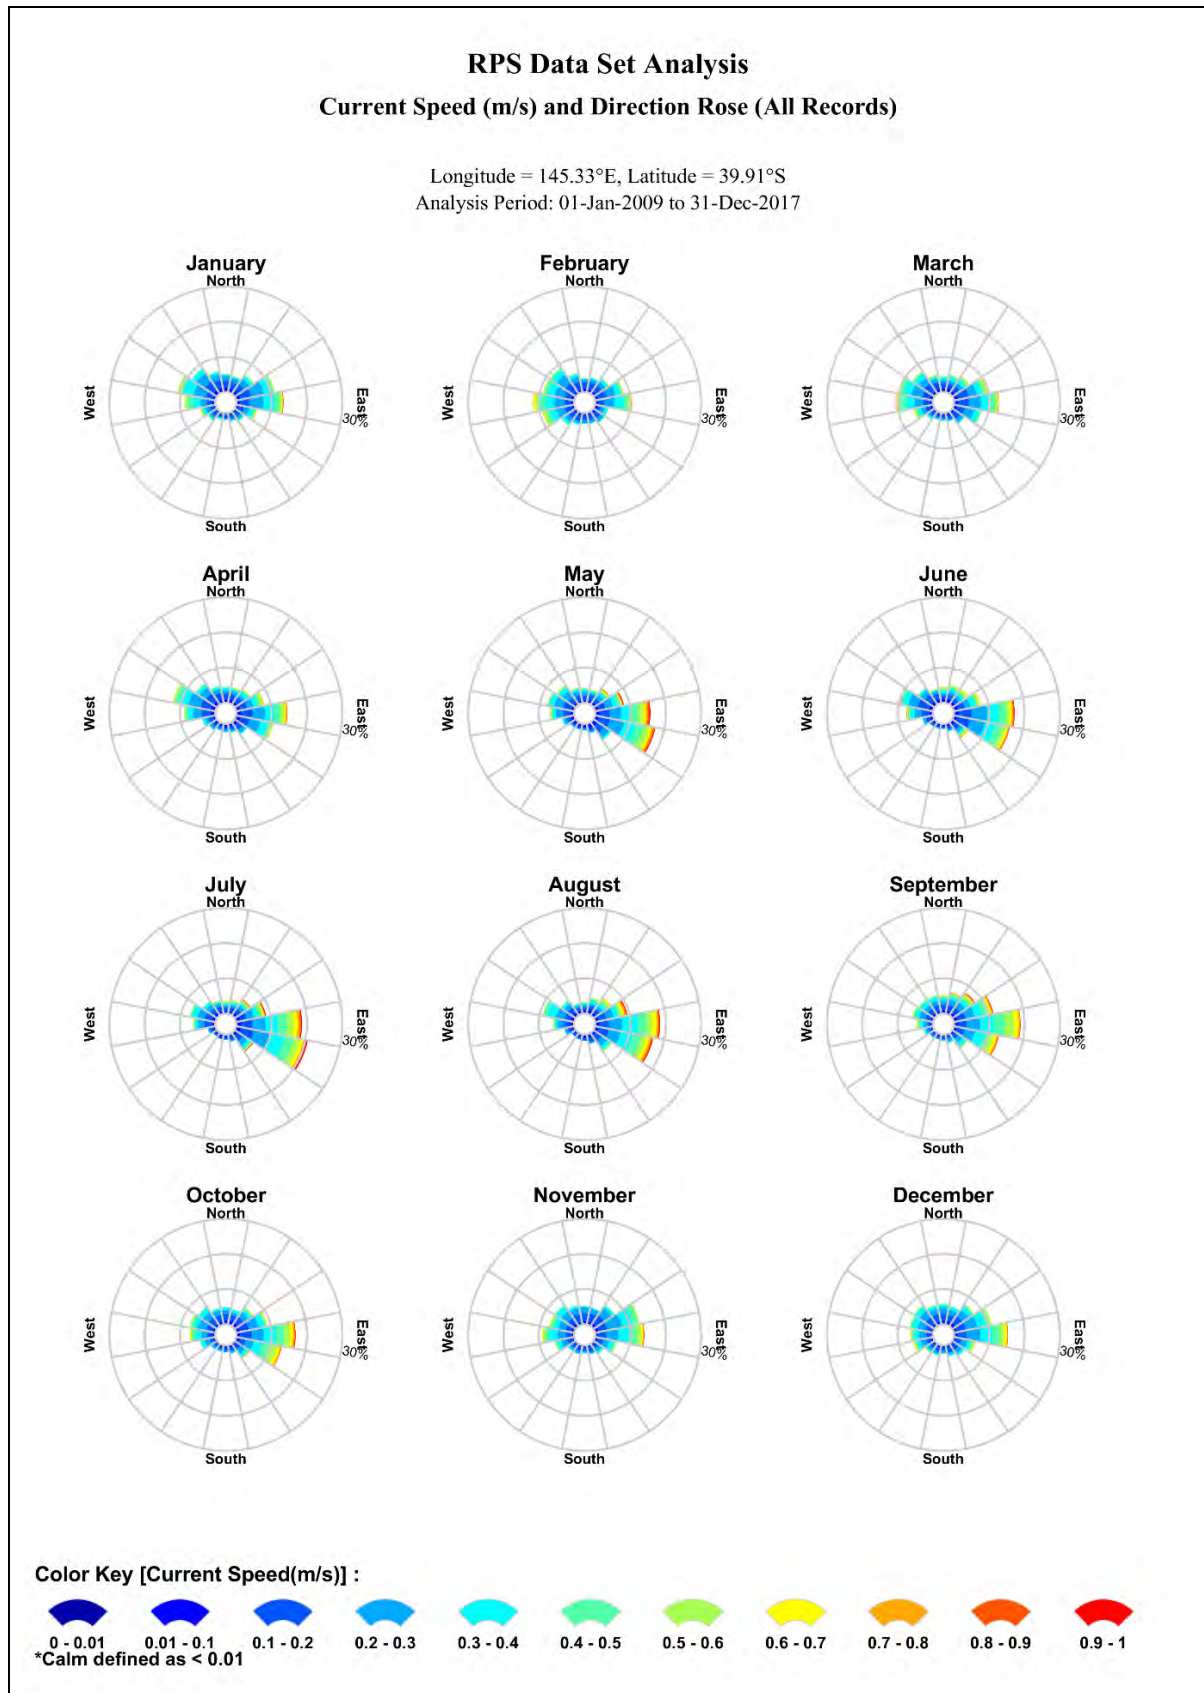 RPS Data Set Analysis
Current Speed (m/s) and Direction Rose (All Records)
Longitude = 145.33°E, Latitude = 39.91°S
Analysis Period: 01-Jan-2009 to 31-Dec-2017
January
North
West
East
30%
South
February
North
West
East
30%
South
March
North
West
East
30%
South
April
North
West
East
30%
South
May
North
West
East
30%
South
June
North
West
East
30%
South
July
North
West
East
30%
South
August
North
West
East
30%
South
September
North
West
East
30%
South
October
North
West
East
30%
South
November
North
West
East
30%
South
December
North
West
East
30%
South
Color Key [Current Speed(m/s)] :
0 - 0.01 0.01 - 0.1 0.1 - 0.2 0.2 - 0.3 0.3 - 0.4 0.4 - 0.5 0.5 - 0.6 0.6 - 0.7 0.7 - 0.8 0.8 - 0.9 0.9 - 1
*Calm defined as < 0.01